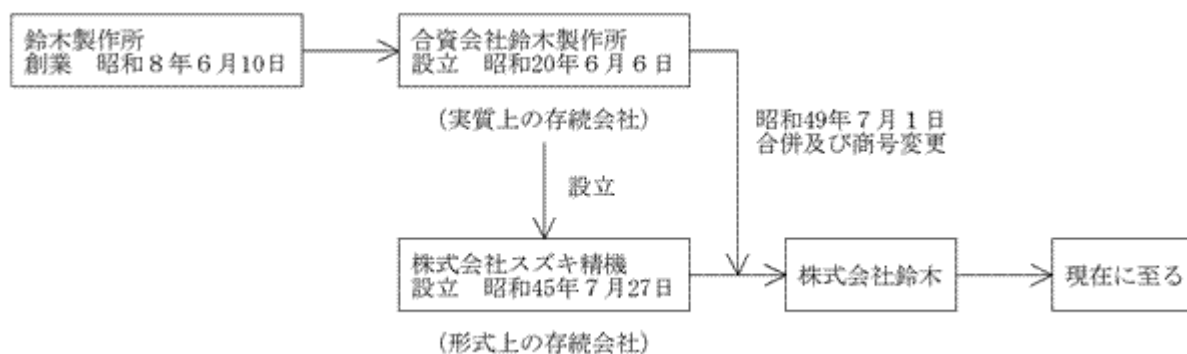 鈴木製作所
創業　昭和８年６月10日
合資会社鈴木製作所
設立　昭和20年６月６日
（実質上の存続会社）
昭和49年７月１日
合併及び商号変更
設立
株式会社スズキ精機
設立　昭和45年７月27日
株式会社鈴木
現在に至る
（形式上の存続会社）